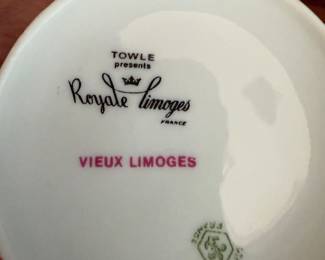 TOWLE
presents
Royale Limoges
FRANCE
VIEUX LIMOGES